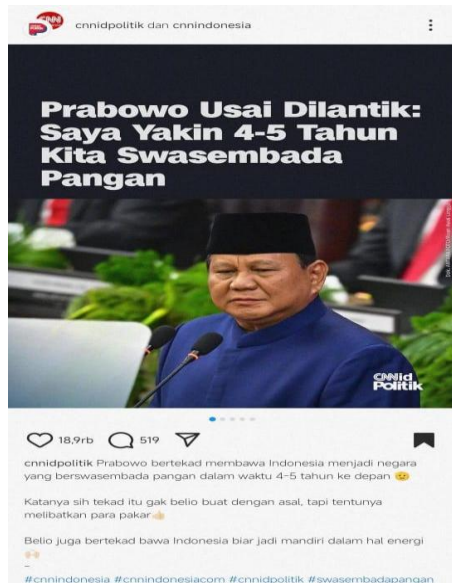 cnnidpolitik dan cnnindonesia
Prabowo Usai Dilantik:
Saya Yakin 4-5 Tahun
Kita Swasembada
Pangan
CNNid
Politik
18,9rb 519
cnnidpolitik Prabowo bertekad membawa Indonesia menjadi negara
yang berswasembada pangan dalam waktu 4-5 tahun ke depan 😉
Katanya sih tekad itu gak belio buat dengan asal, tapi tentunya
melibatkan para pakar👍🏻
Belio juga bertekad bawa Indonesia biar jadi mandiri dalam hal energi
🙌🏻
–
#cnnindonesia #cnnindonesiacom #cnnidpolitik #swasembadapangan